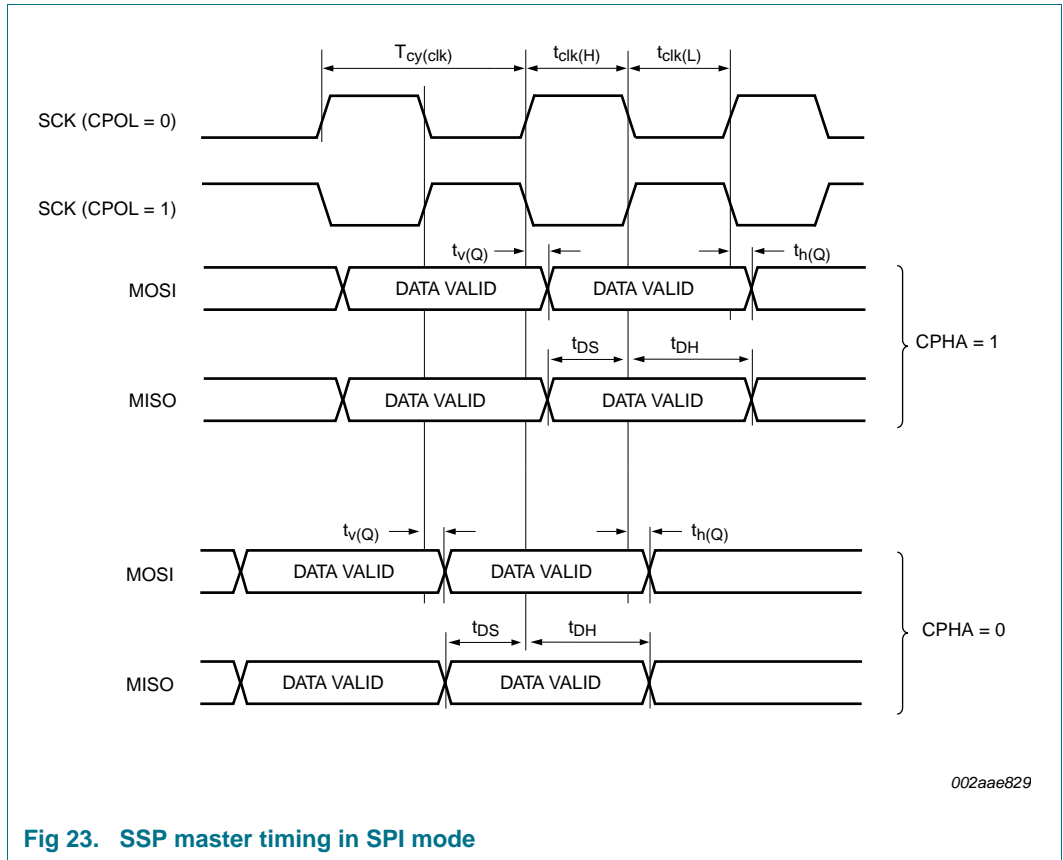 Tcy(clk) tclk(H) tclk(L)
SCK (CPOL = 0)
SCK (CPOL = 1)
tv(Q) th(Q)
MOSI DATA VALID DATA VALID
CPHA = 1
tDS tDH
MISO DATA VALID DATA VALID
tv(Q) th(Q)
MOSI DATA VALID DATA VALID
CPHA = 0
tDS tDH
MISO DATA VALID DATA VALID
002aae829
Fig 23. SSP master timing in SPI mode